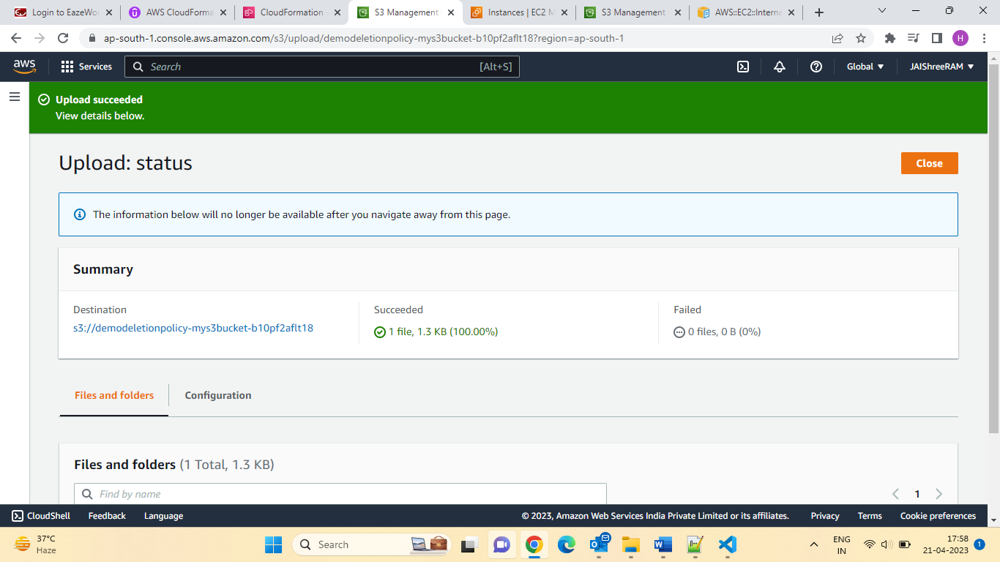 Login to EazeWo
AWS CloudForma
CloudFormation
S3 Management
Instances | EC2 M
S3 Management
AWS::EC2::Interne
ap-south-1.console.aws.amazon.com/s3/upload/demodeletionpolicy-mys3bucket-b10pf2aflt18?region=ap-south-1
H
aws
Services
Search
[Alt+S]
Global
JAIShreeRAM
Upload succeeded
View details below.
Upload: status
Close
The information below will no longer be available after you navigate away from this page.
Summary
Destination
s3://demodeletionpolicy-mys3bucket-b10pf2aflt18
Succeeded
1 file, 1.3 KB (100.00%)
Failed
0 files, 0 B (0%)
Files and folders
Configuration
Files and folders (1 Total, 1.3 KB)
Find by name
1
CloudShell
Feedback
Language
© 2023, Amazon Web Services India Private Limited or its affiliates.
Privacy
Terms
Cookie preferences
37°C
Haze
Search
ENG
IN
17:58
21-04-2023
1